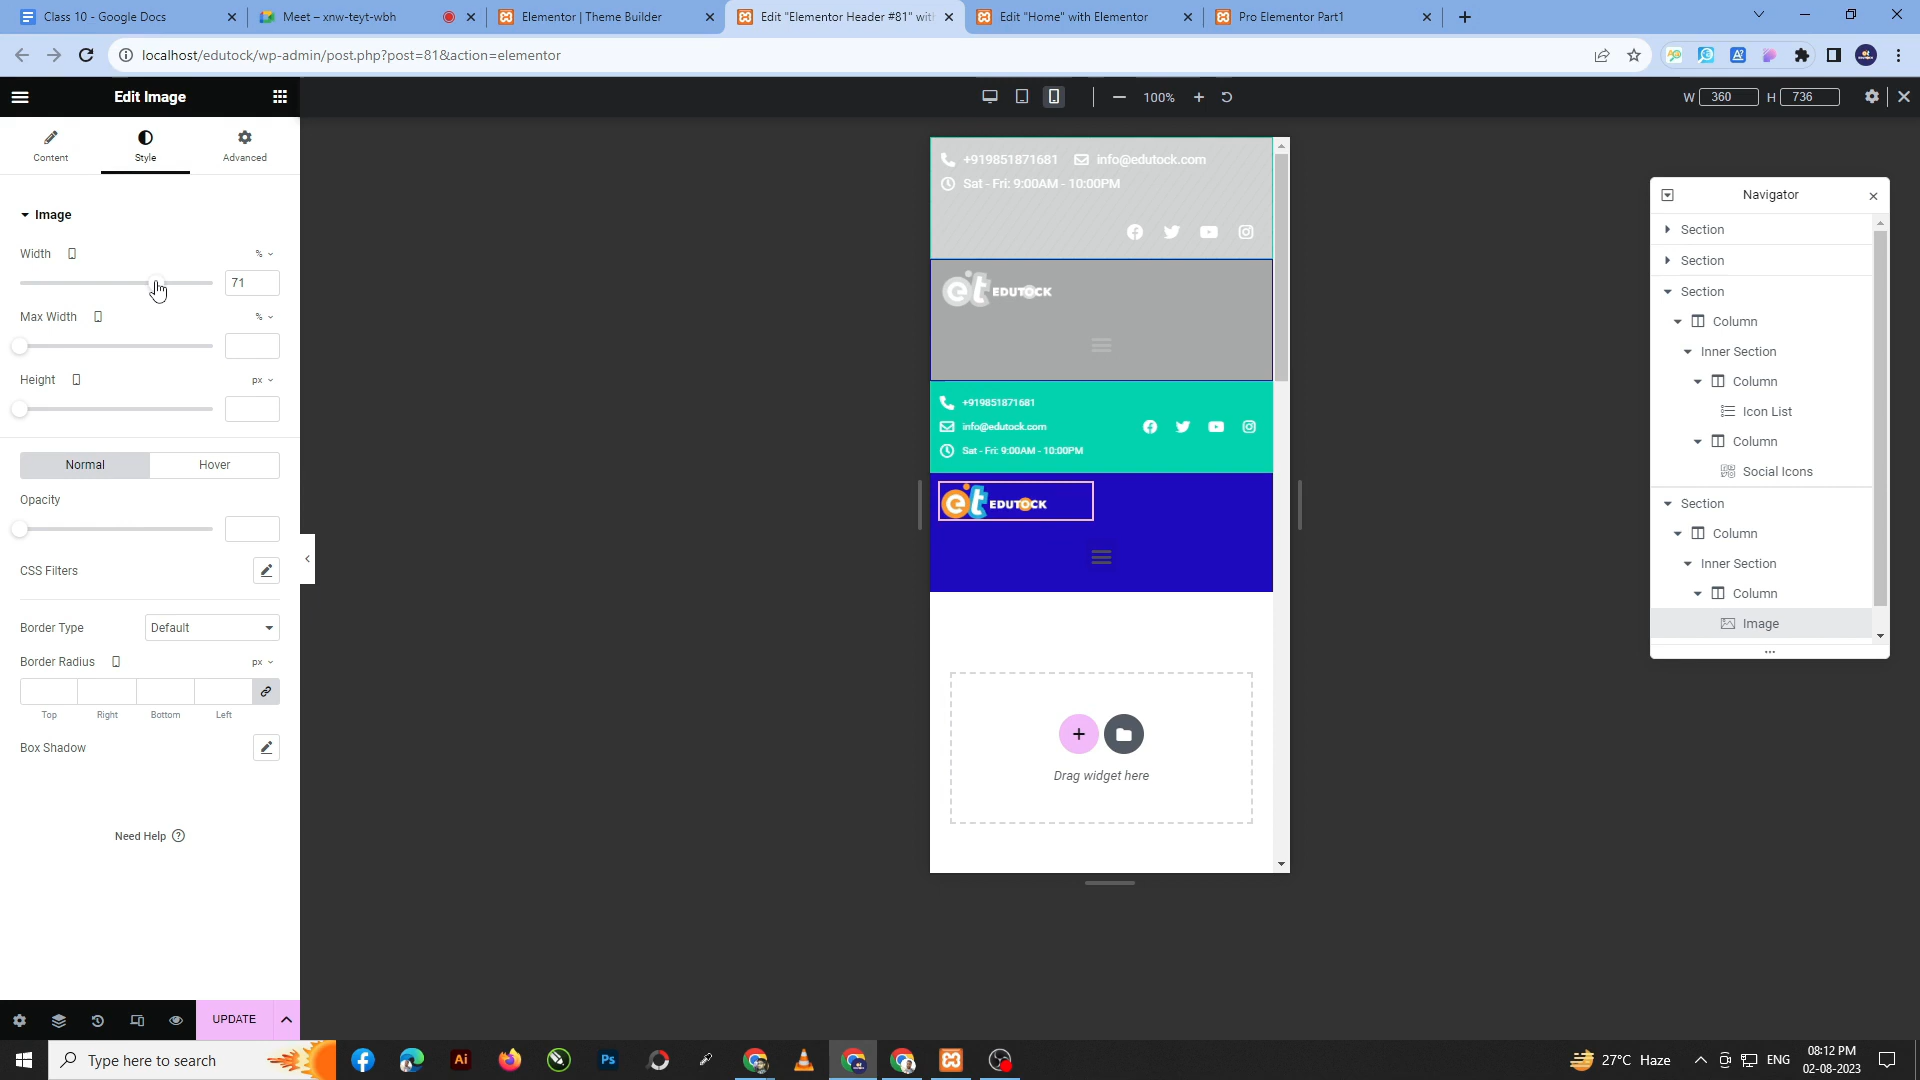 Class 10 - Google Docs
Meet – xnw-teyt-wbh
Elementor | Theme Builder
Edit "Elementor Header #81" wit
Edit "Home" with Elementor
Pro Elementor Part1
localhost/edutock/wp-admin/post.php?post=81&action=elementor
Edit Image
100%
W 360 H 736
Content
Style
Advanced
Image
Width
%
71
Max Width
%
Height
px
Normal
Hover
Opacity
CSS Filters
Border Type
Default
Border Radius
px
Top
Right
Bottom
Left
Box Shadow
Need Help
UPDATE
+919851871681 info@edutock.com
Sat - Fri: 9:00AM - 10:00PM
et EDUTOCK
+919851871681
info@edutock.com
Sat - Fri: 9:00AM - 10:00PM
et EDUTOCK
Drag widget here
Navigator
Section
Section
Section
Column
Inner Section
Column
Icon List
Column
Social Icons
Section
Column
Inner Section
Column
Image
Type here to search
Ai
Ps
27°C Haze
ENG
08:12 PM
02-08-2023